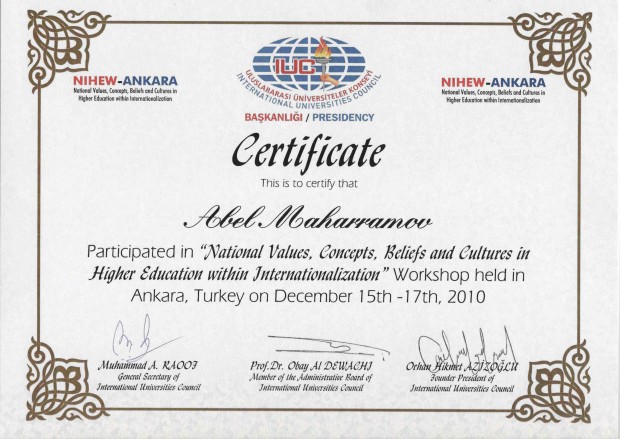 NIHEW-ANKARA
National Values, Concepts, Beliefs and Cultures in
Higher Education within Internationalization
IUC
ULUSLARARASI ÜNİVERSİTELER KONSEYİ
INTERNATIONAL UNIVERSITIES COUNCIL
BAŞKANLIĞI / PRESIDENCY
NIHEW-ANKARA
National Values, Concepts, Beliefs and Cultures in
Higher Education within Internationalization
Certificate
This is to certify that
Abel Maharramov
Participated in “National Values, Concepts, Beliefs and Cultures in
Higher Education within Internationalization” Workshop held in
Ankara, Turkey on December 15th -17th, 2010
Muhammad A. RAOOF
General Secretary of
International Universities Council
Prof.Dr. Obay Al DEWACHI
Member of the Administrative Board of
International Universities Council
Orhan Hikmet AZIZOĞLU
Founder President of
International Universities Council